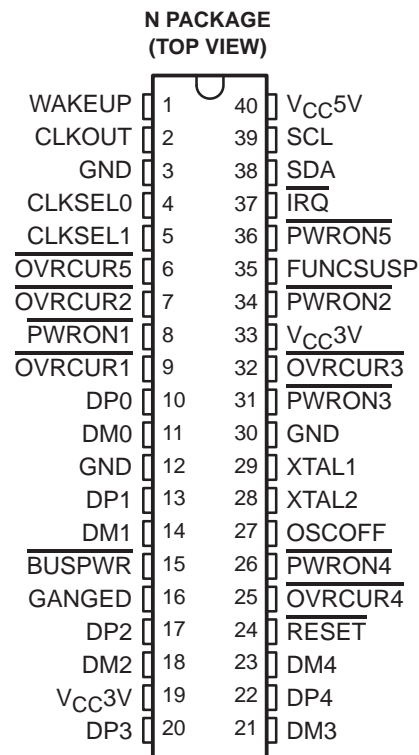 N PACKAGE
(TOP VIEW)
WAKEUP 1 40 VCC5V
CLKOUT 2 39 SCL
GND 3 38 SDA
CLKSEL0 4 37 IRQ
CLKSEL1 5 36 PWRON5
OVRCUR5 6 35 FUNCSUSP
OVRCUR2 7 34 PWRON2
PWRON1 8 33 VCC3V
OVRCUR1 9 32 OVRCUR3
DP0 10 31 PWRON3
DM0 11 30 GND
GND 12 29 XTAL1
DP1 13 28 XTAL2
DM1 14 27 OSCOFF
BUSPWR 15 26 PWRON4
GANGED 16 25 OVRCUR4
DP2 17 24 RESET
DM2 18 23 DM4
VCC3V 19 22 DP4
DP3 20 21 DM3